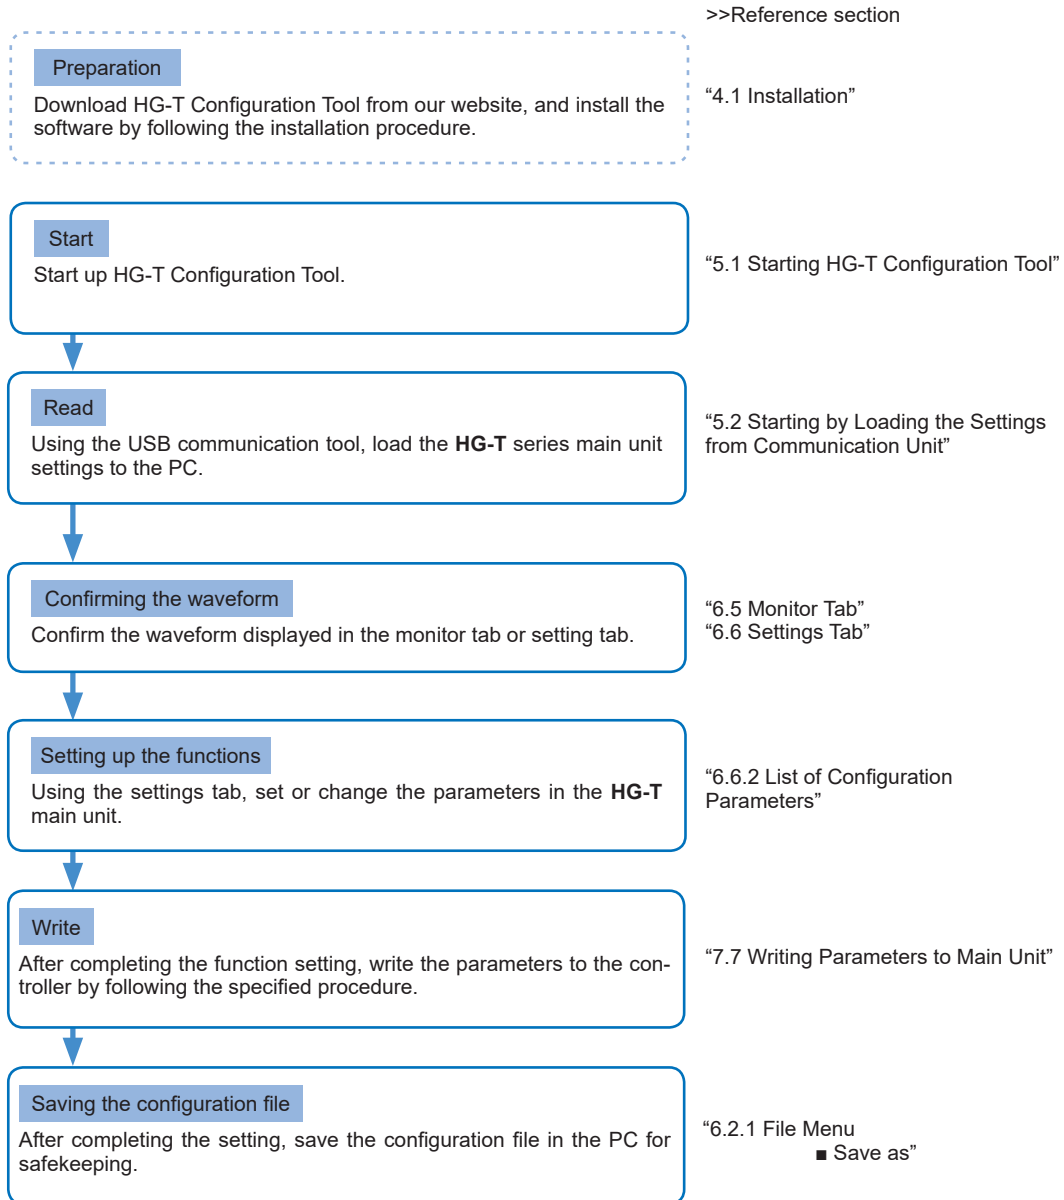 >>Reference section
Preparation
Download HG-T Configuration Tool from our website, and install the
software by following the installation procedure.
“4.1 Installation”
Start
Start up HG-T Configuration Tool.
“5.1 Starting HG-T Configuration Tool”
Read
Using the USB communication tool, load the HG-T series main unit
settings to the PC.
“5.2 Starting by Loading the Settings
from Communication Unit”
Confirming the waveform
Confirm the waveform displayed in the monitor tab or setting tab.
“6.5 Monitor Tab”
“6.6 Settings Tab”
Setting up the functions
Using the settings tab, set or change the parameters in the HG-T
main unit.
“6.6.2 List of Configuration
Parameters”
Write
After completing the function setting, write the parameters to the con-
troller by following the specified procedure.
“7.7 Writing Parameters to Main Unit”
Saving the configuration file
After completing the setting, save the configuration file in the PC for
safekeeping.
“6.2.1 File Menu
■ Save as”